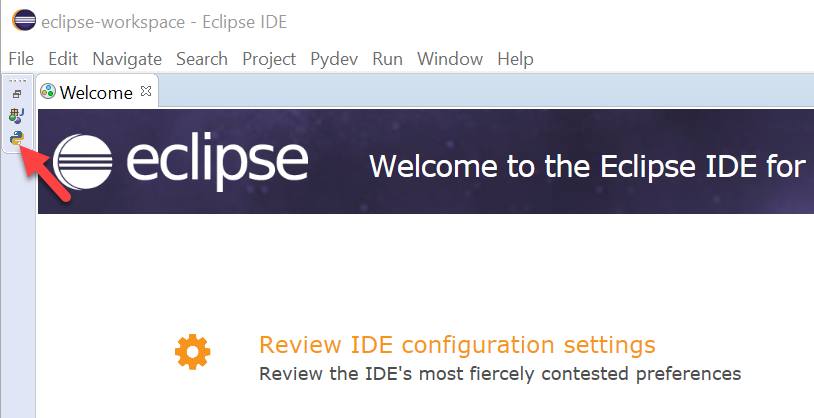 eclipse-workspace - Eclipse IDE
File Edit Navigate Search Project Pydev Run Window Help
Welcome
eclipse
Welcome to the Eclipse IDE for
Review IDE configuration settings
Review the IDE's most fiercely contested preferences